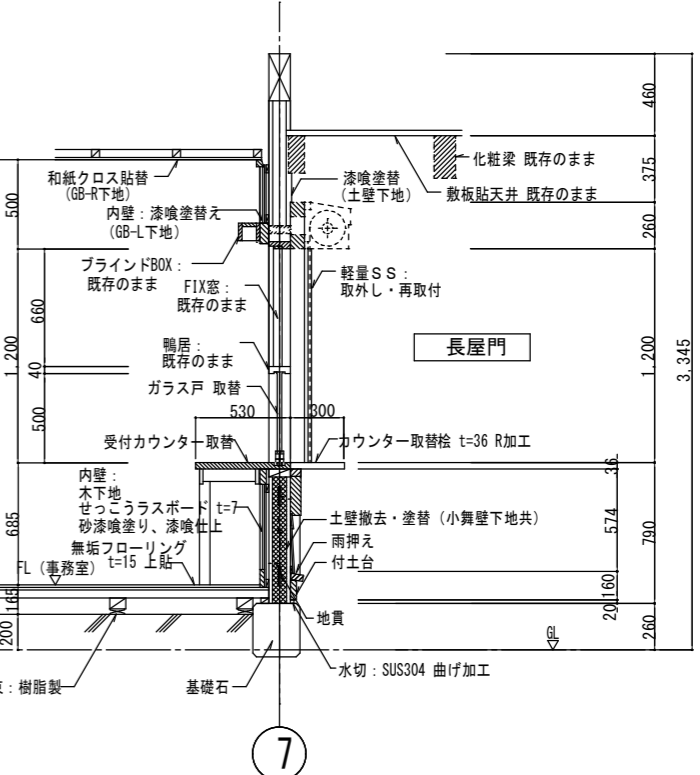 460
化粧梁 既存のまま
375
和紙クロス貼替
(GB-R下地)
漆喰塗替
(土壁下地)
敷板貼天井 既存のまま
500
内壁：漆喰塗替え
(GB-L下地)
260
ブラインドBOX：
既存のまま
FIX窓：
既存のまま
軽量SS：
取外し・再取付
660
鴨居：
既存のまま
長屋門
1,200
40
1,200
3,345
ガラス戸 取替
500
530
300
受付カウンター取替
カウンター取替桧 t=36 R加工
36
内壁：
木下地
せっこうラスボード t=7
砂漆喰塗り、漆喰仕上
土壁撤去・塗替（小舞壁下地共）
574
685
790
無垢フローリング
t=15 上貼
雨押え
FL（事務室）
付土台
160
165
20
地貫
200
260
GL
：樹脂製
基礎石
水切：SUS304 曲げ加工
7